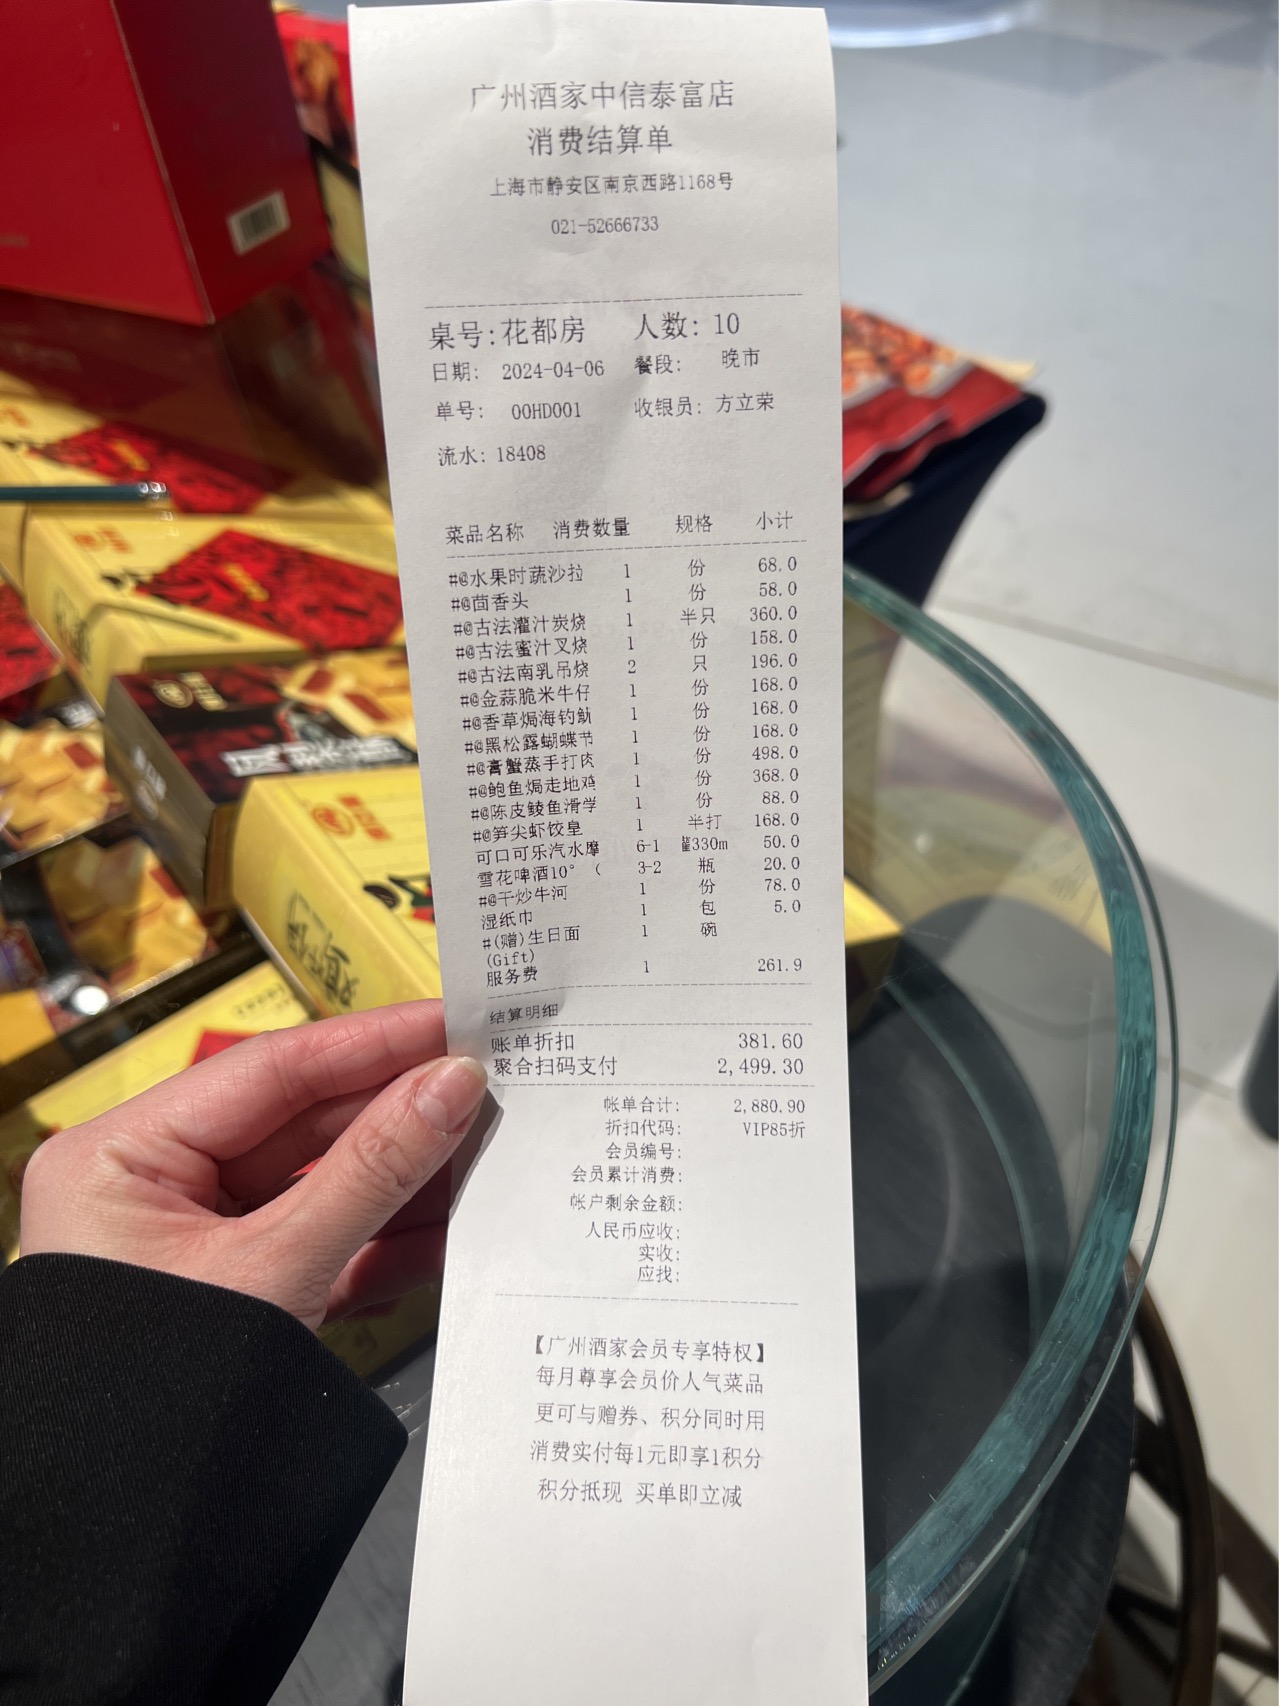 广州酒家中信泰富店
消费结算单
上海市静安区南京西路1168号
021-52666733
桌号:花都房 人数: 10
日期: 2024-04-06 餐段: 晚市
单号: 00HD001 收银员: 方立荣
流水: 18408
菜品名称 消费数量 规格 小计
#@水果时蔬沙拉 1 份 68.0
#@茴香头 1 份 58.0
#@古法灌汁炭烧 1 半只 360.0
#@古法蜜汁叉烧 1 份 158.0
#@古法南乳吊烧 2 只 196.0
#@金蒜脆米牛仔 1 份 168.0
#@香草焗海钓鱿 1 份 168.0
#@黑松露蝴蝶节 1 份 168.0
#@膏蟹蒸手打肉 1 份 498.0
#@鲍鱼焗走地鸡 1 份 368.0
#@陈皮鲮鱼滑学 1 份 88.0
#@笋尖虾饺皇 1 半打 168.0
可口可乐汽水摩 6-1 330m 50.0
雪花啤酒10° ( 3-2 瓶 20.0
#@干炒牛河 1 份 78.0
湿纸巾 1 包 5.0
#(赠)生日面 1 碗
(Gift)
服务费 1 261.9
结算明细
账单折扣 381.60
聚合扫码支付 2,499.30
帐单合计: 2,880.90
折扣代码: VIP85折
会员编号:
会员累计消费:
帐户剩余金额:
人民币应收:
实收:
应找:
【广州酒家会员专享特权】
每月尊享会员价人气菜品
更可与赠券、积分同时用
消费实付每1元即享1积分
积分抵现 买单即立减